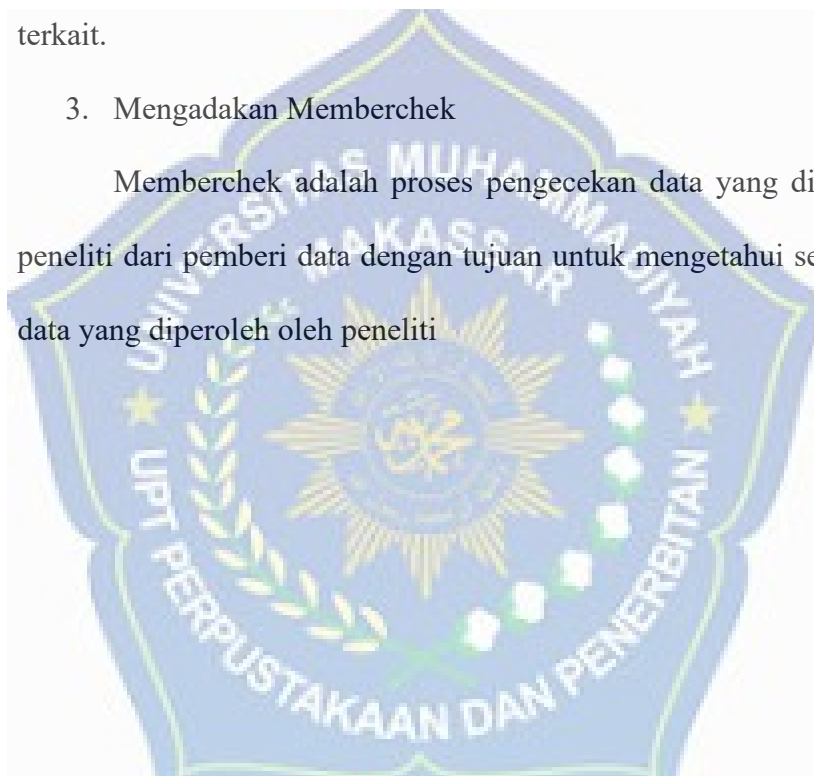 terkait.
3. Mengadakan Memberchek
Memberchek adalah proses pengecekan data yang di
peneliti dari pemberi data dengan tujuan untuk mengetahui se
data yang diperoleh oleh peneliti
UNIVERSITAS MUHAMMADIYAH
MAKASSAR
UPT PERPUSTAKAAN DAN PENERBITAN